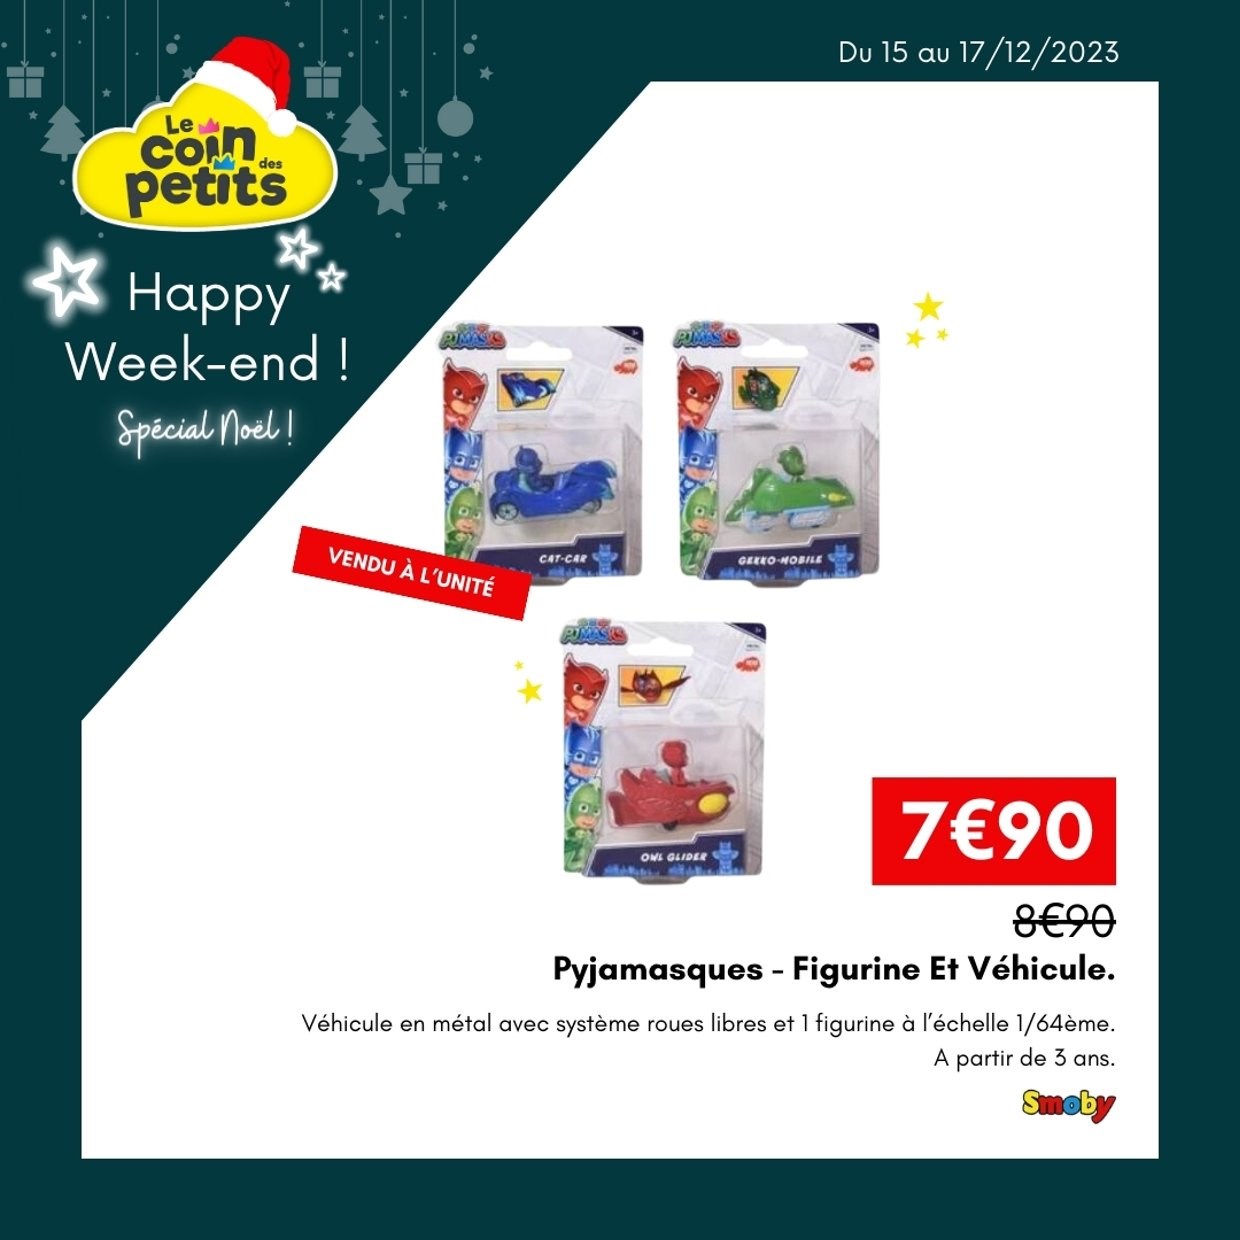 Du 15 au 17/12/2023
Le
coin
des
petits
Happy
Week-end !
Spécial Noël !
PJMASKS
PJMASKS
CAT-CAR
GEKKO-MOBILE
VENDU À L'UNITÉ
PJMASKS
OWL GLIDER
7€90
8€90
Pyjamasques - Figurine Et Véhicule.
Véhicule en métal avec système roues libres et 1 figurine à l'échelle 1/64ème.
A partir de 3 ans.
Smoby